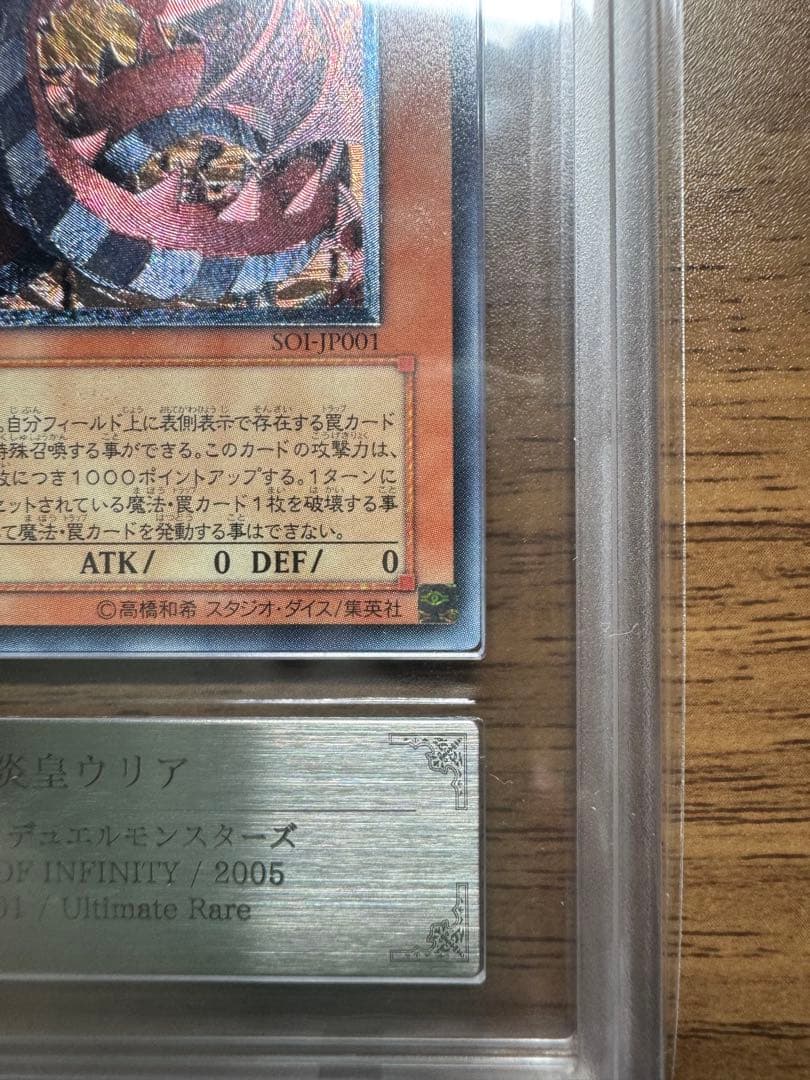 SOI-JP001
自分フィールド上に表側表示で存在する罠カード
特殊召喚する事ができる。このカードの攻撃力は、
枚につき1000ポイントアップする。1ターンに
セットされている魔法・罠カード1枚を破壊する事
て魔法・罠カードを発動する事はできない。
ATK/ 0 DEF/ 0
©高橋和希 スタジオ・ダイス/集英社
炎皇ウリア
デュエルモンスターズ
OF INFINITY / 2005
01 / Ultimate Rare